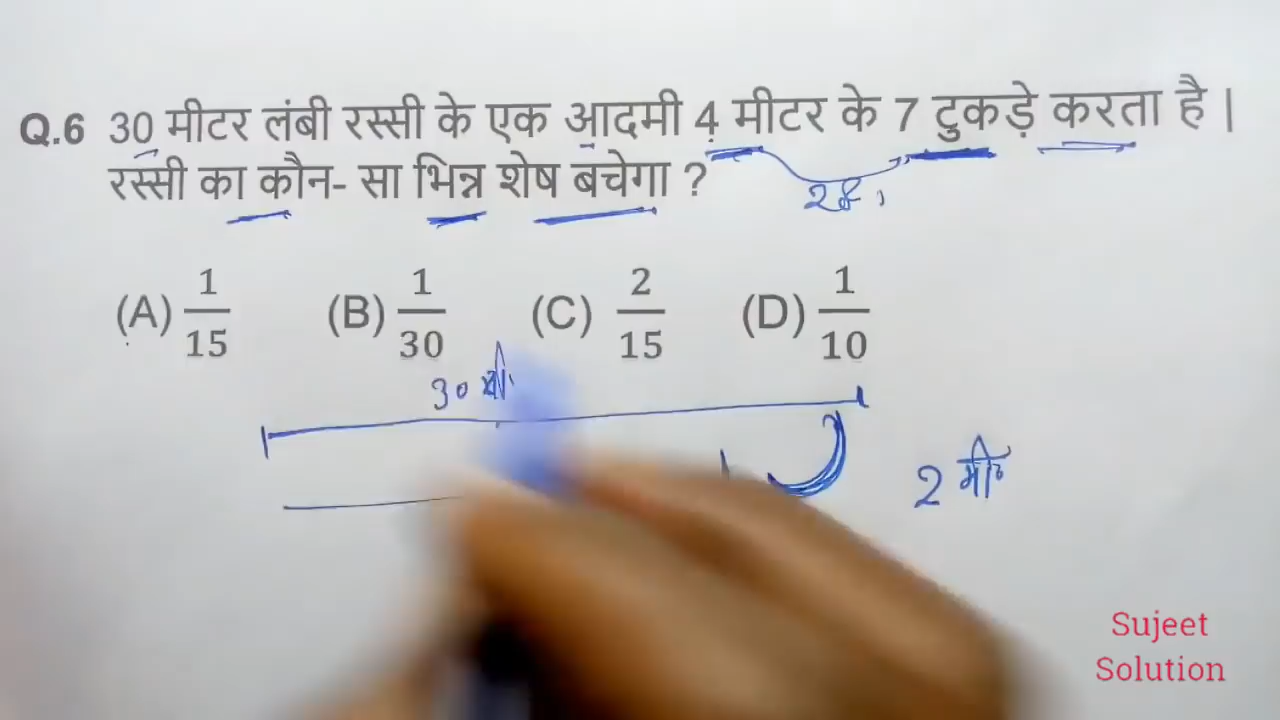 Q.6 30 मीटर लंबी रस्सी के एक आदमी 4 मीटर के 7 टुकड़े करता है |
रस्सी का कौन- सा भिन्न शेष बचेगा ?
28
(A) 1/15 (B) 1/30 (C) 2/15 (D) 1/10
30 मी.
2 मी०
Sujeet
Solution